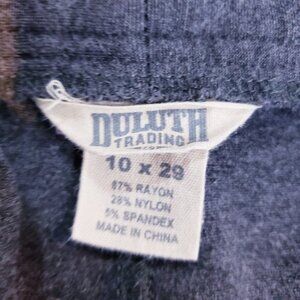 DULUTH
TRADING
10 x 29
67% RAYON
28% NYLON
5% SPANDEX
MADE IN CHINA